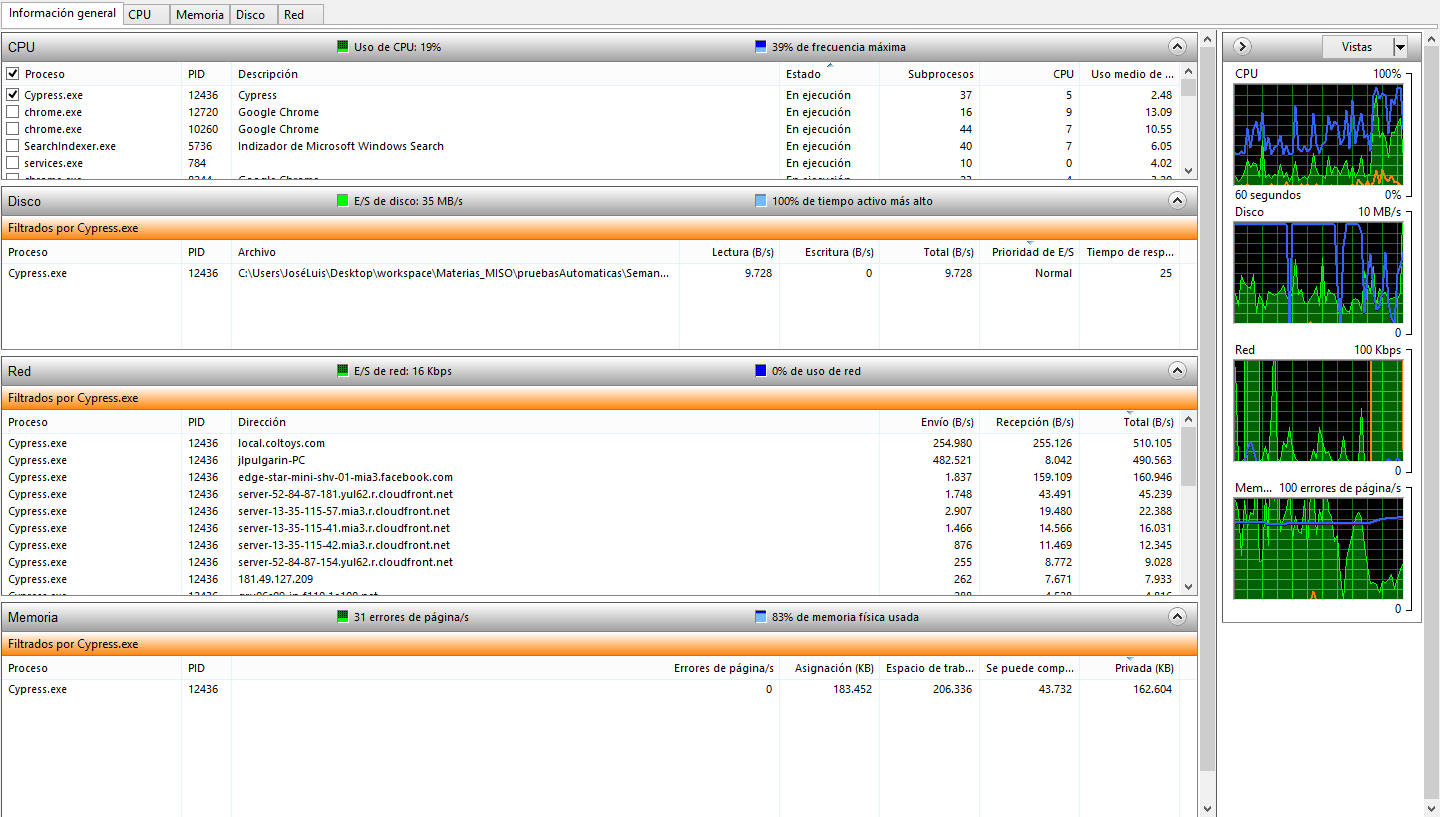 Información general CPU Memoria Disco Red
CPU Uso de CPU: 19% 39% de frecuencia máxima
Proceso PID Descripción Estado Subprocesos CPU Uso medio de ...
Cypress.exe 12436 Cypress En ejecución 37 5 2.48
chrome.exe 12720 Google Chrome En ejecución 16 9 13.09
chrome.exe 10260 Google Chrome En ejecución 44 7 10.55
SearchIndexer.exe 5736 Indizador de Microsoft Windows Search En ejecución 40 7 6.05
services.exe 784 En ejecución 10 0 4.02
Disco E/S de disco: 35 MB/s 100% de tiempo activo más alto
Filtrados por Cypress.exe
Proceso PID Archivo Lectura (B/s) Escritura (B/s) Total (B/s) Prioridad de E/S Tiempo de resp...
Cypress.exe 12436 C:\Users\JoséLuis\Desktop\workspace\Materias_MISO\pruebasAutomaticas\Seman... 9.728 0 9.728 Normal 25
Red E/S de red: 16 Kbps 0% de uso de red
Filtrados por Cypress.exe
Proceso PID Dirección Envío (B/s) Recepción (B/s) Total (B/s)
Cypress.exe 12436 local.coltoys.com 254.980 255.126 510.105
Cypress.exe 12436 jlpulgarin-PC 482.521 8.042 490.563
Cypress.exe 12436 edge-star-mini-shv-01-mia3.facebook.com 1.837 159.109 160.946
Cypress.exe 12436 server-52-84-87-181.yul62.r.cloudfront.net 1.748 43.491 45.239
Cypress.exe 12436 server-13-35-115-57.mia3.r.cloudfront.net 2.907 19.480 22.388
Cypress.exe 12436 server-13-35-115-41.mia3.r.cloudfront.net 1.466 14.566 16.031
Cypress.exe 12436 server-13-35-115-42.mia3.r.cloudfront.net 876 11.469 12.345
Cypress.exe 12436 server-52-84-87-154.yul62.r.cloudfront.net 255 8.772 9.028
Cypress.exe 12436 181.49.127.209 262 7.671 7.933
Memoria 31 errores de página/s 83% de memoria física usada
Filtrados por Cypress.exe
Proceso PID Errores de página/s Asignación (KB) Espacio de trab... Se puede comp... Privada (KB)
Cypress.exe 12436 0 183.452 206.336 43.732 162.604
Vistas
CPU 100%
60 segundos 0%
Disco 10 MB/s
0
Red 100 Kbps
0
Mem... 100 errores de página/s
0